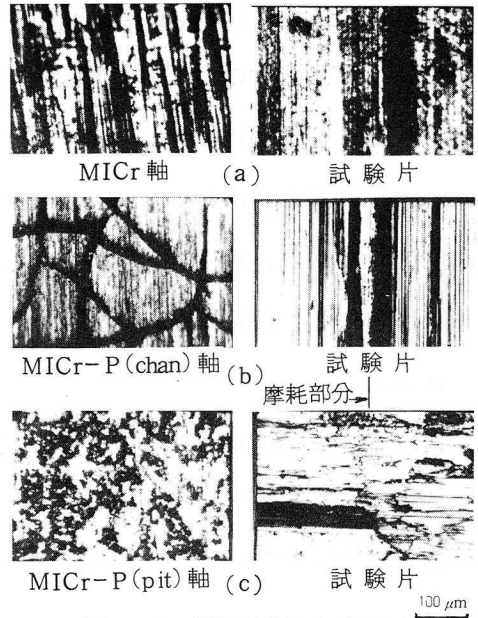 MICr 軸 (a) 試 験 片
MICr-P(chan) 軸 (b) 試 験 片
摩耗部分
MICr-P(pit) 軸 (c) 試 験 片
100 μm